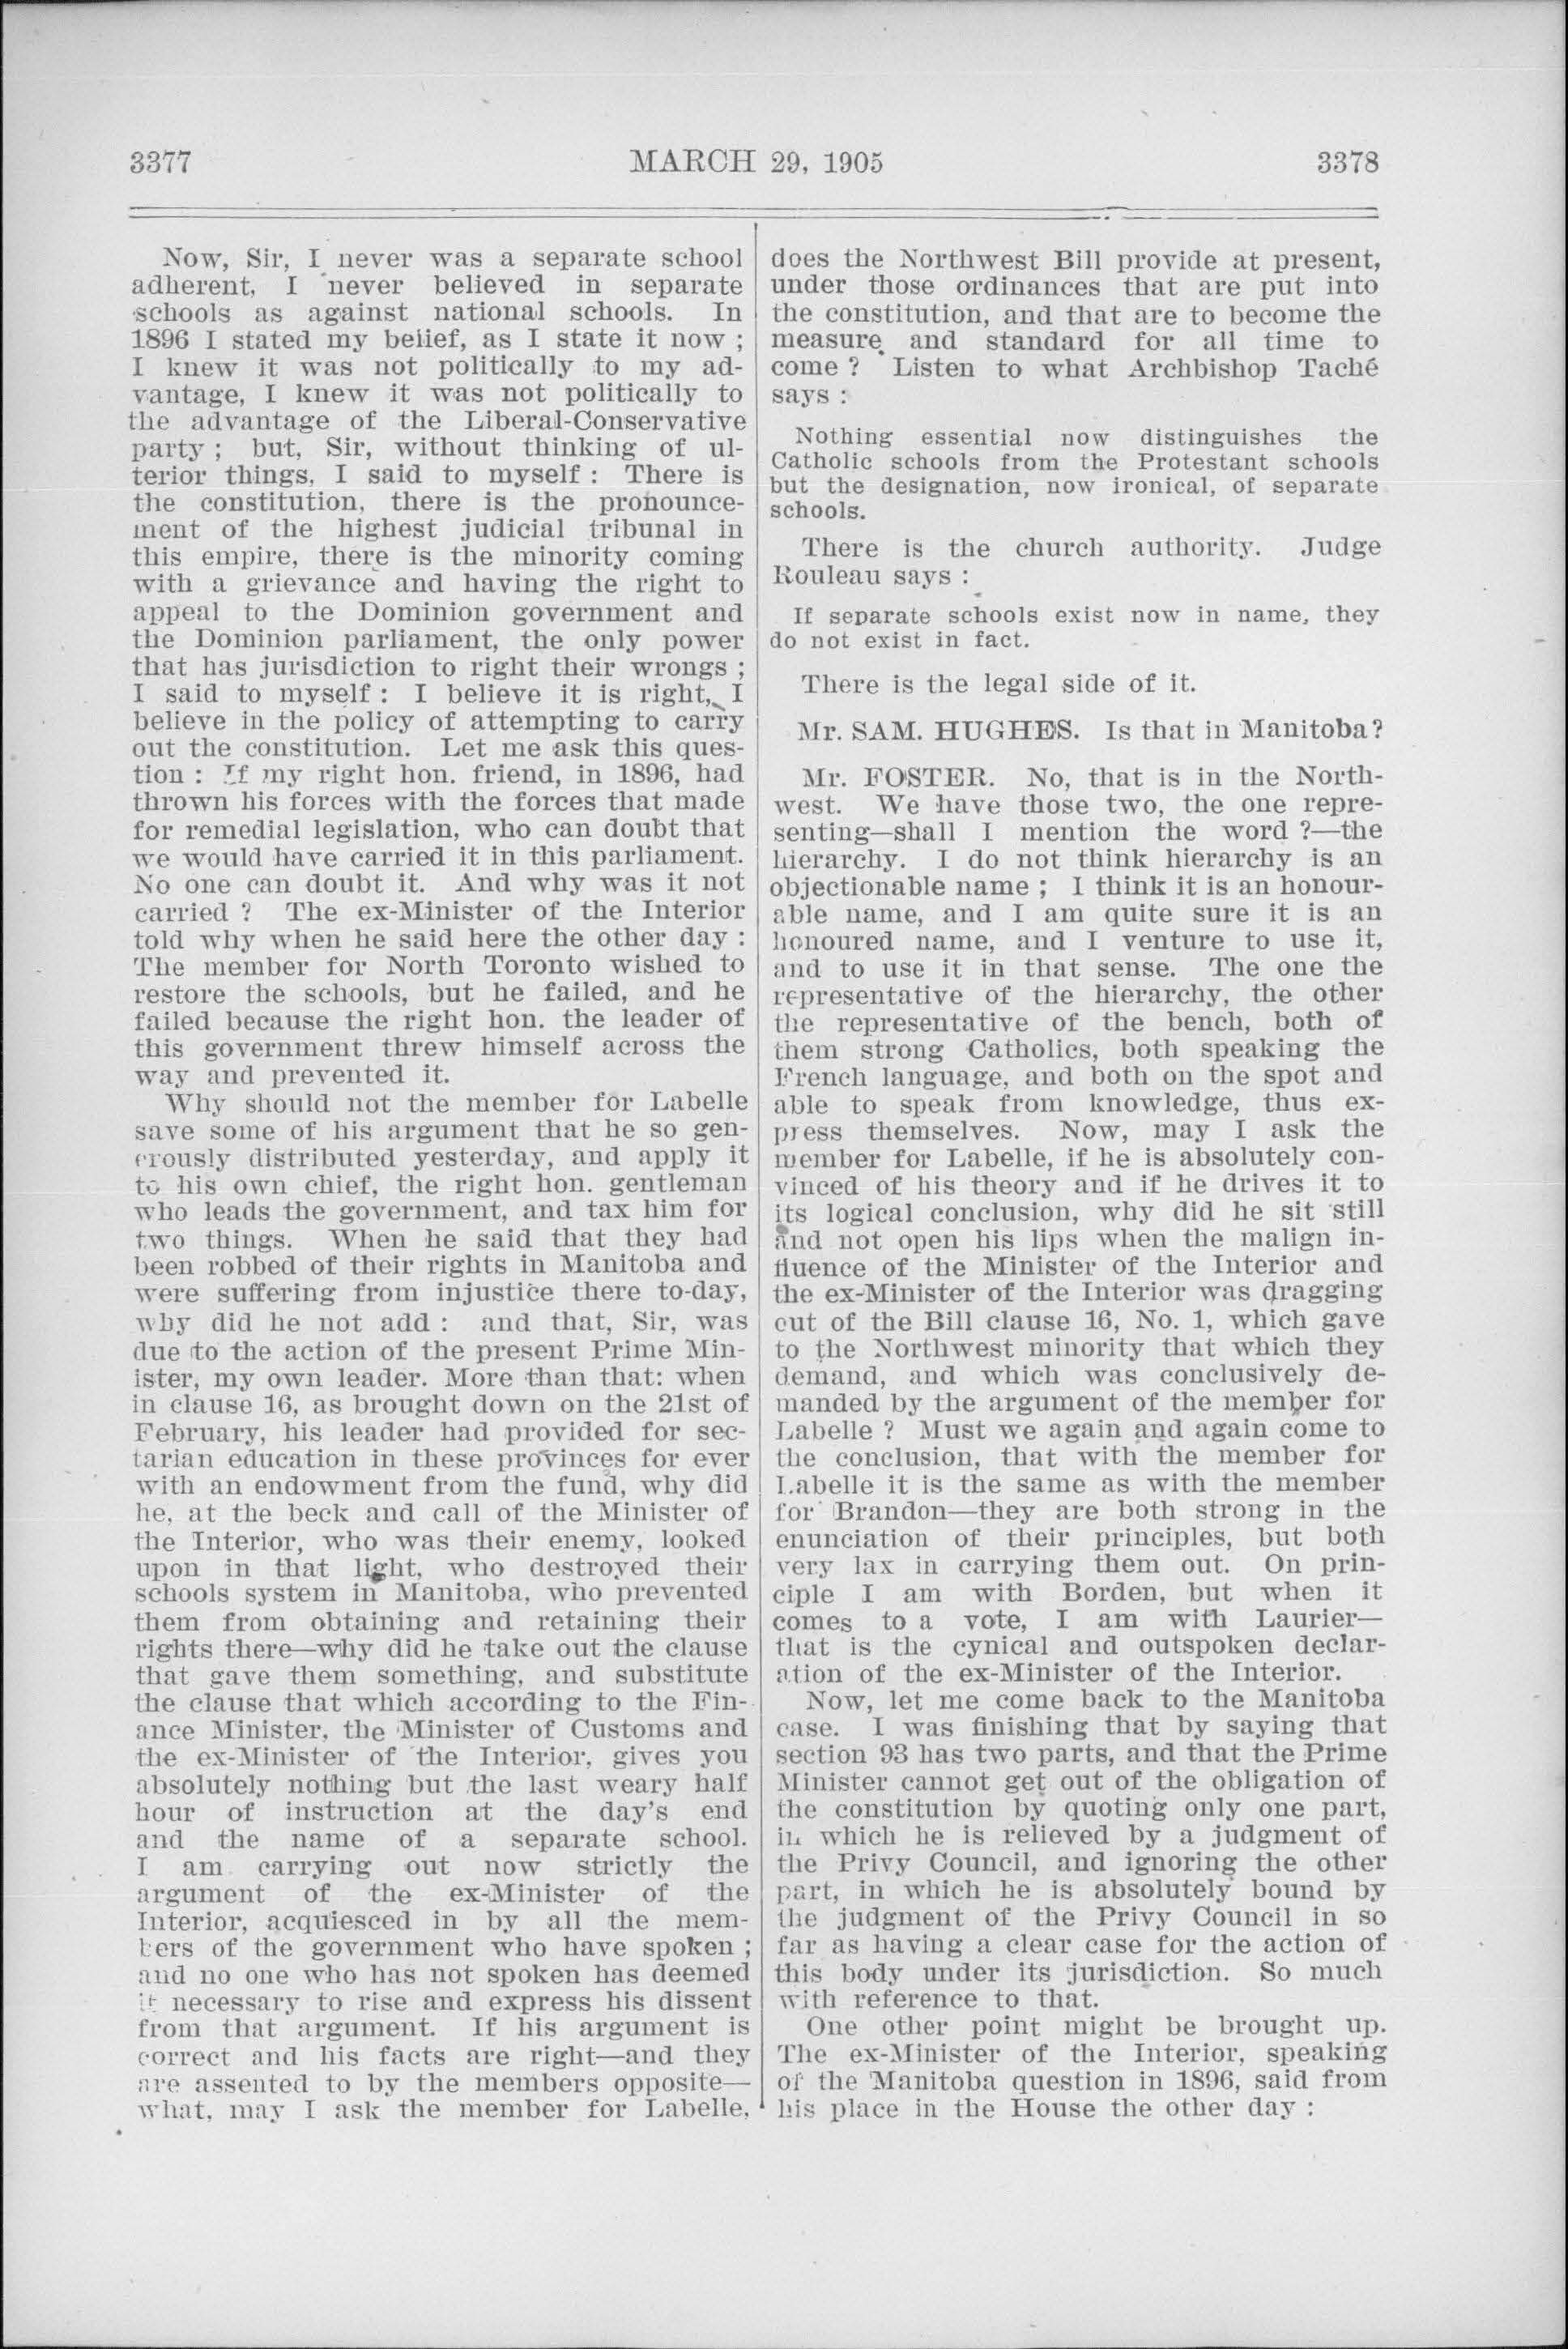 3377
MARCH 29, 1905
3378
Now, Sir, I never was a separate school
adherent, I never believed in separate
schools as against national schools. In
1896 I stated my belief, as I state it now ;
I knew it was not politically to my ad-
vantage, I knew it was not politically to
the advantage of the Liberal-Conservative
party ; but, Sir, without thinking of ul-
terior things, I said to myself : There is
the constitution, there is the pronounce-
ment of the highest judicial tribunal in
this empire, there is the minority coming
with a grievance and having the right to
appeal to the Dominion government and
the Dominion parliament, the only power
that has jurisdiction to right their wrongs ;
I said to myself : I believe it is right, I
believe in the policy of attempting to carry
out the constitution. Let me ask this ques-
tion : If my right hon. friend, in 1896, had
thrown his forces with the forces that made
for remedial legislation, who can doubt that
we would have carried it in this parliament.
No one can doubt it. And why was it not
carried ? The ex-Minister of the Interior
told why when he said here the other day :
The member for North Toronto wished to
restore the schools, but he failed, and he
failed because the right hon. the leader of
this government threw himself across the
way and prevented it.
Why should not the member for Labelle
save some of his argument that he so gen-
erously distributed yesterday, and apply it
to his own chief, the right hon. gentleman
who leads the government, and tax him for
two things. When he said that they had
been robbed of their rights in Manitoba and
were suffering from injustice there to-day,
why did he not add : and that, Sir, was
due to the action of the present Prime Min-
ister, my own leader. More than that: when
in clause 16, as brought down on the 21st of
February, his leader had provided for sec-
tarian education in these provinces for ever
with an endowment from the fund, why did
he, at the beck and call of the Minister of
the Interior, who was their enemy, looked
upon in that light, who destroyed their
schools system in Manitoba, who prevented
them from obtaining and retaining their
rights there—why did he take out the clause
that gave them something, and substitute
the clause that which according to the Fin-
ance Minister, the Minister of Customs and
the ex-Minister of the Interior, gives you
absolutely nothing but the last weary half
hour of instruction at the day's end
and the name of a separate school.
I am carrying out now strictly the
argument of the ex-Minister of the
Interior, acquiesced in by all the mem-
bers of the government who have spoken ;
and no one who has not spoken has deemed
it necessary to rise and express his dissent
from that argument. If his argument is
correct and his facts are right—and they
are assented to by the members opposite—
what, may I ask the member for Labelle,
does the Northwest Bill provide at present,
under those ordinances that are put into
the constitution, and that are to become the
measure and standard for all time to
come ? Listen to what Archbishop Taché
says :
Nothing essential now distinguishes the
Catholic schools from the Protestant schools
but the designation, now ironical, of separate
schools.
There is the church authority. Judge
Rouleau says :
If separate schools exist now in name, they
do not exist in fact.
There is the legal side of it.
Mr. SAM. HUGHES. Is that in Manitoba?
Mr. FOSTER. No, that is in the North-
west. We have those two, the one repre-
senting—shall I mention the word ?—the
hierarchy. I do not think hierarchy is an
objectionable name ; I think it is an honour-
able name, and I am quite sure it is an
honoured name, and I venture to use it,
and to use it in that sense. The one the
representative of the hierarchy, the other
the representative of the bench, both of
them strong Catholics, both speaking the
French language, and both on the spot and
able to speak from knowledge, thus ex-
press themselves. Now, may I ask the
member for Labelle, if he is absolutely con-
vinced of his theory and if he drives it to
its logical conclusion, why did he sit still
and not open his lips when the malign in-
fluence of the Minister of the Interior and
the ex-Minister of the Interior was dragging
out of the Bill clause 16, No. 1, which gave
to the Northwest minority that which they
demand, and which was conclusively de-
manded by the argument of the member for
Labelle ? Must we again and again come to
the conclusion, that with the member for
Labelle it is the same as with the member
for Brandon—they are both strong in the
enunciation of their principles, but both
very lax in carrying them out. On prin-
ciple I am with Borden, but when it
comes to a vote, I am with Laurier—
that is the cynical and outspoken declar-
ation of the ex-Minister of the Interior.
Now, let me come back to the Manitoba
case. I was finishing that by saying that
section 93 has two parts, and that the Prime
Minister cannot get out of the obligation of
the constitution by quoting only one part,
in which he is relieved by a judgment of
the Privy Council, and ignoring the other
part, in which he is absolutely bound by
the judgment of the Privy Council in so
far as having a clear case for the action of
this body under its jurisdiction. So much
with reference to that.
One other point might be brought up.
The ex-Minister of the Interior, speaking
of the Manitoba question in 1896, said from
his place in the House the other day :